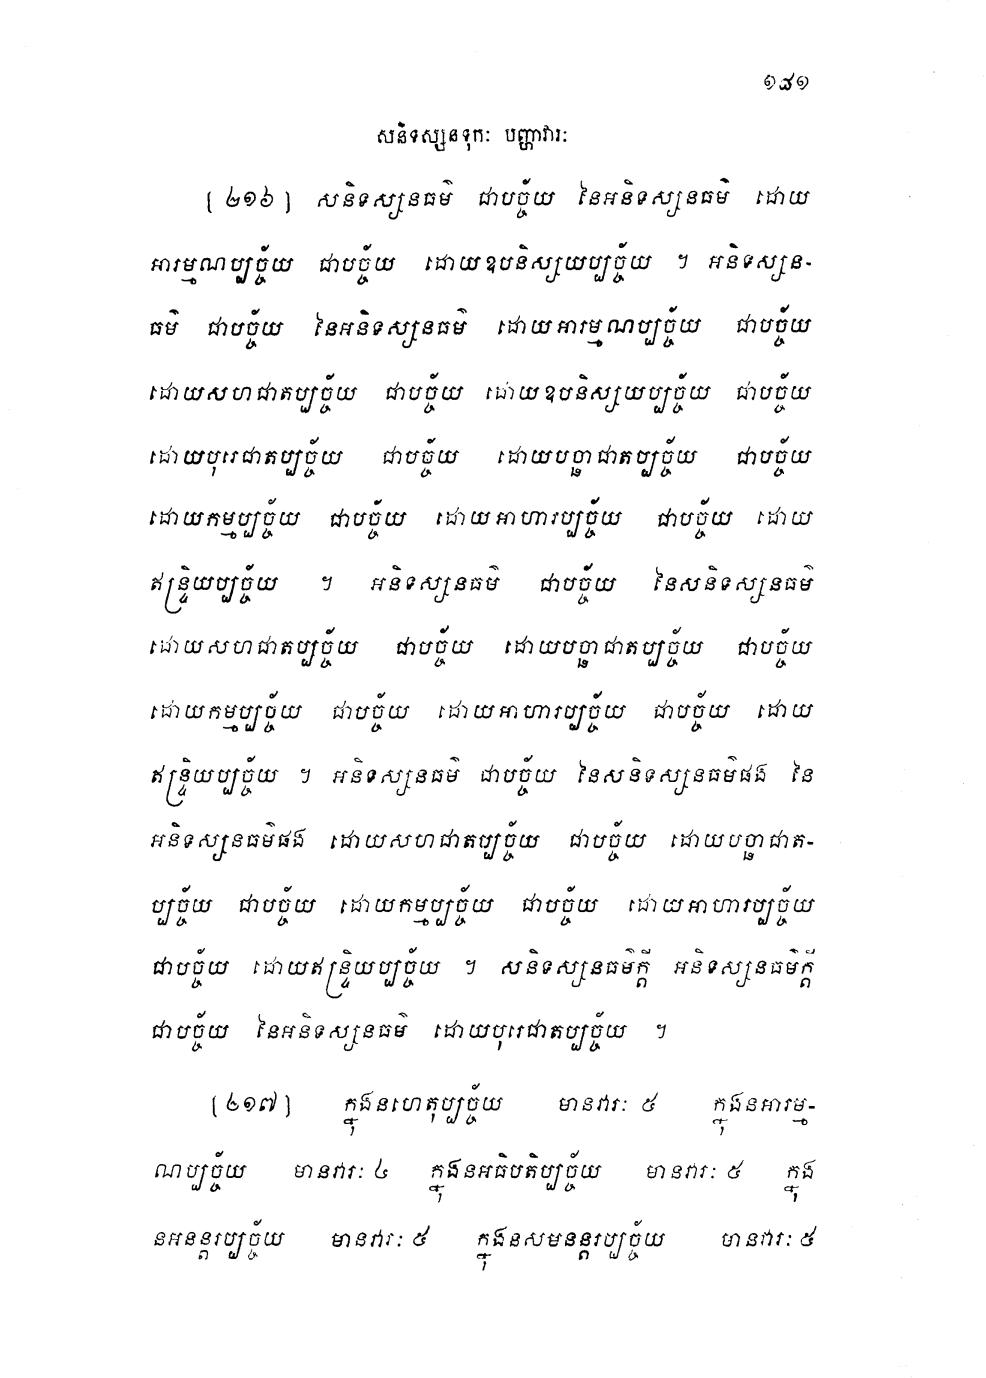 ១៨១
សនិទស្សនទុកៈ បញ្ហាវារៈ
[ ២១៦ ] សនិទស្សនធម៌ ជាបច្ច័យ នៃអនិទស្សនធម៌ ដោយ
អារម្មណប្បច្ច័យ ជាបច្ច័យ ដោយឧបនិស្សយប្បច្ច័យ ។ អនិទស្សន-
ធម៌ ជាបច្ច័យ នៃអនិទស្សនធម៌ ដោយអារម្មណប្បច្ច័យ ជាបច្ច័យ
ដោយសហជាតប្បច្ច័យ ជាបច្ច័យ ដោយឧបនិស្សយប្បច្ច័យ ជាបច្ច័យ
ដោយបុរេជាតប្បច្ច័យ ជាបច្ច័យ ដោយបច្ឆាជាតប្បច្ច័យ ជាបច្ច័យ
ដោយកម្មប្បច្ច័យ ជាបច្ច័យ ដោយអាហារប្បច្ច័យ ជាបច្ច័យ ដោយ
ឥន្ទ្រិយប្បច្ច័យ ។ អនិទស្សនធម៌ ជាបច្ច័យ នៃសនិទស្សនធម៌
ដោយសហជាតប្បច្ច័យ ជាបច្ច័យ ដោយបច្ឆាជាតប្បច្ច័យ ជាបច្ច័យ
ដោយកម្មប្បច្ច័យ ជាបច្ច័យ ដោយអាហារប្បច្ច័យ ជាបច្ច័យ ដោយ
ឥន្ទ្រិយប្បច្ច័យ ។ អនិទស្សនធម៌ ជាបច្ច័យ នៃសនិទស្សនធម៌ផង នៃ
អនិទស្សនធម៌ផង ដោយសហជាតប្បច្ច័យ ជាបច្ច័យ ដោយបច្ឆាជាត-
ប្បច្ច័យ ជាបច្ច័យ ដោយកម្មប្បច្ច័យ ជាបច្ច័យ ដោយអាហារប្បច្ច័យ
ជាបច្ច័យ ដោយឥន្ទ្រិយប្បច្ច័យ ។ សនិទស្សនធម៌ក្ដី អនិទស្សនធម៌ក្ដី
ជាបច្ច័យ នៃអនិទស្សនធម៌ ដោយបុរេជាតប្បច្ច័យ ។
[ ២១៧ ] ក្នុងនហេតុប្បច្ច័យ មានវារៈ ៥ ក្នុងនអារម្ម-
ណប្បច្ច័យ មានវារៈ ៤ ក្នុងនអធិបតិប្បច្ច័យ មានវារៈ ៥ ក្នុង
នអនន្តរប្បច្ច័យ មានវារៈ ៥ ក្នុងនសមនន្តរប្បច្ច័យ មានវារៈ ៥